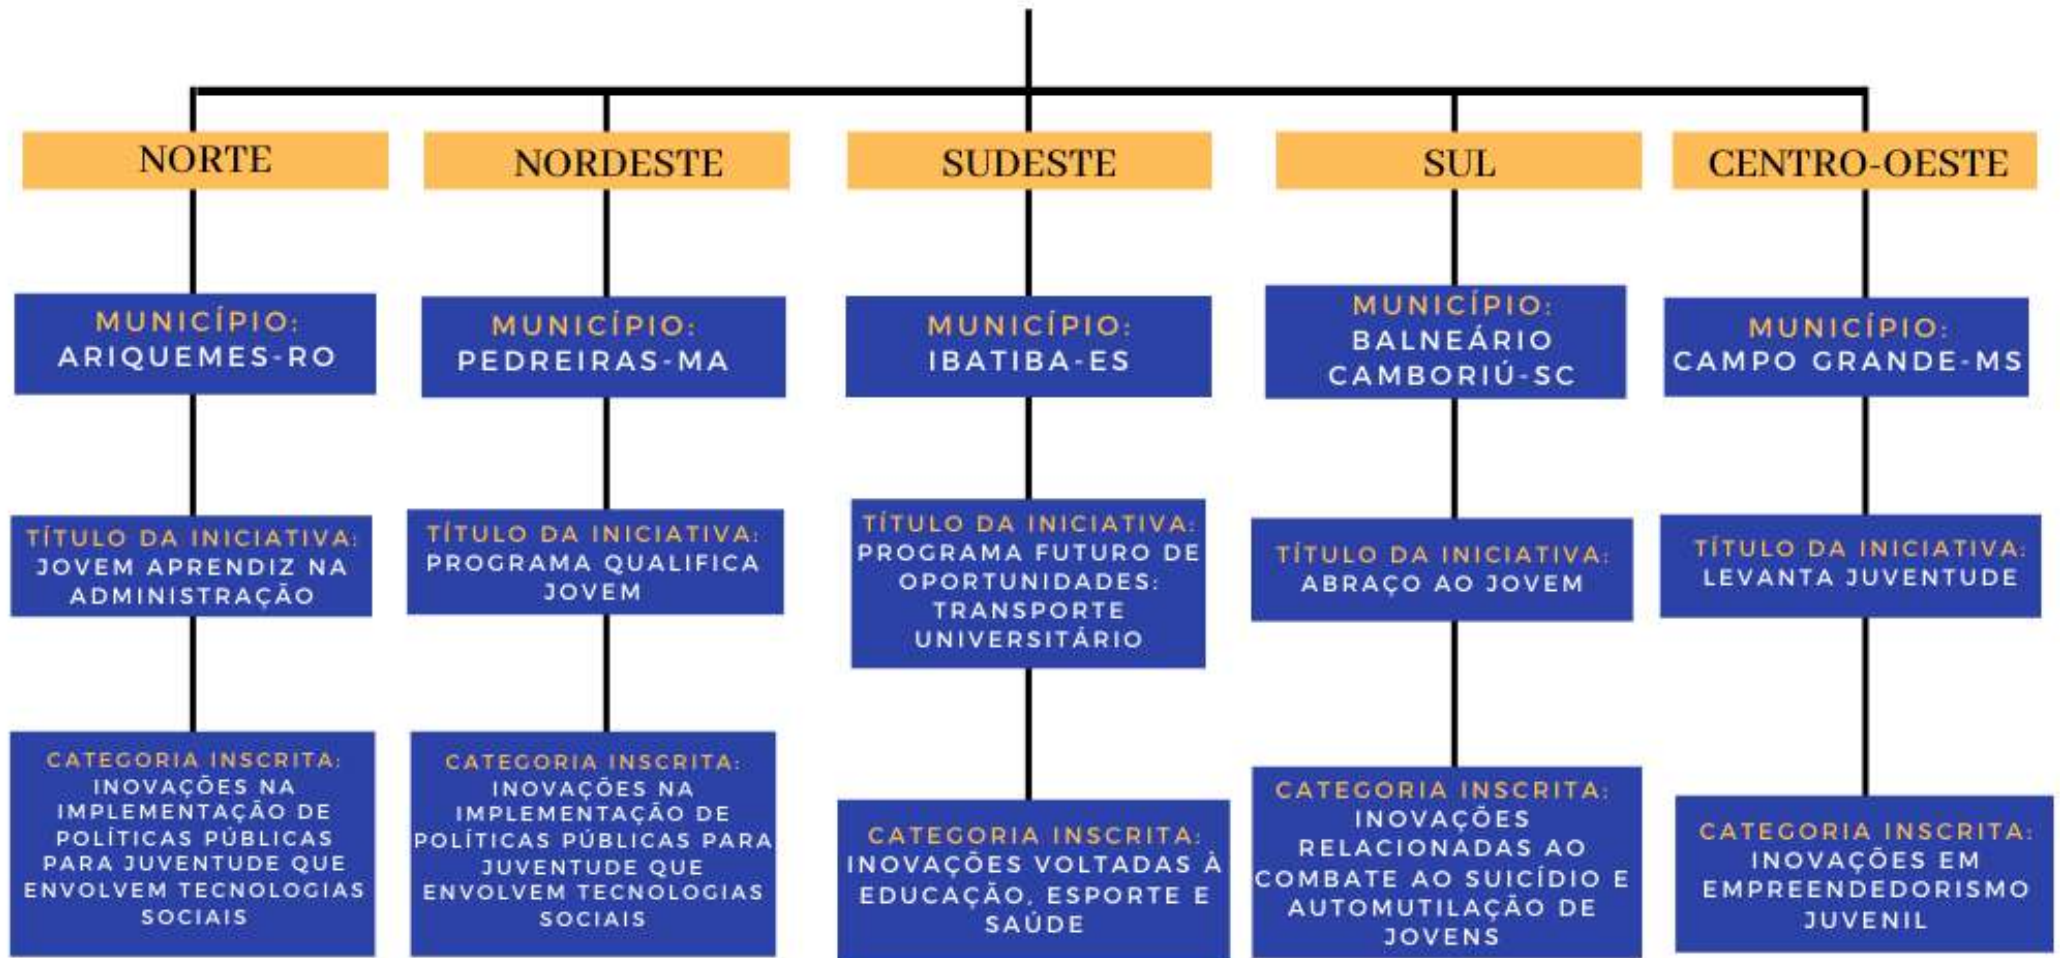 NORTE
MUNICÍPIO:
ARIQUEMES-RO
TÍTULO DA INICIATIVA:
JOVEM APRENDIZ NA
ADMINISTRAÇÃO
CATEGORIA INSCRITA:
INOVAÇÕES NA
IMPLEMENTAÇÃO DE
POLÍTICAS PÚBLICAS
PARA JUVENTUDE QUE
ENVOLVEM TECNOLOGIAS
SOCIAIS
NORDESTE
MUNICÍPIO:
PEDREIRAS-MA
TÍTULO DA INICIATIVA:
PROGRAMA QUALIFICA
JOVEM
CATEGORIA INSCRITA:
INOVAÇÕES NA
IMPLEMENTAÇÃO DE
POLÍTICAS PÚBLICAS PARA
JUVENTUDE QUE
ENVOLVEM TECNOLOGIAS
SOCIAIS
SUDESTE
MUNICÍPIO:
IBATIBA-ES
TÍTULO DA INICIATIVA:
PROGRAMA FUTURO DE
OPORTUNIDADES:
TRANSPORTE
UNIVERSITÁRIO
CATEGORIA INSCRITA:
INOVAÇÕES VOLTADAS À
EDUCAÇÃO, ESPORTE E
SAÚDE
SUL
MUNICÍPIO:
BALNEÁRIO
CAMBORIÚ-SC
TÍTULO DA INICIATIVA:
ABRAÇO AO JOVEM
CATEGORIA INSCRITA:
INOVAÇÕES
RELACIONADAS AO
COMBATE AO SUICÍDIO E
AUTOMUTILAÇÃO DE
JOVENS
CENTRO-OESTE
MUNICÍPIO:
CAMPO GRANDE-MS
TÍTULO DA INICIATIVA:
LEVANTA JUVENTUDE
CATEGORIA INSCRITA:
INOVAÇÕES EM
EMPREENDEDORISMO
JUVENIL